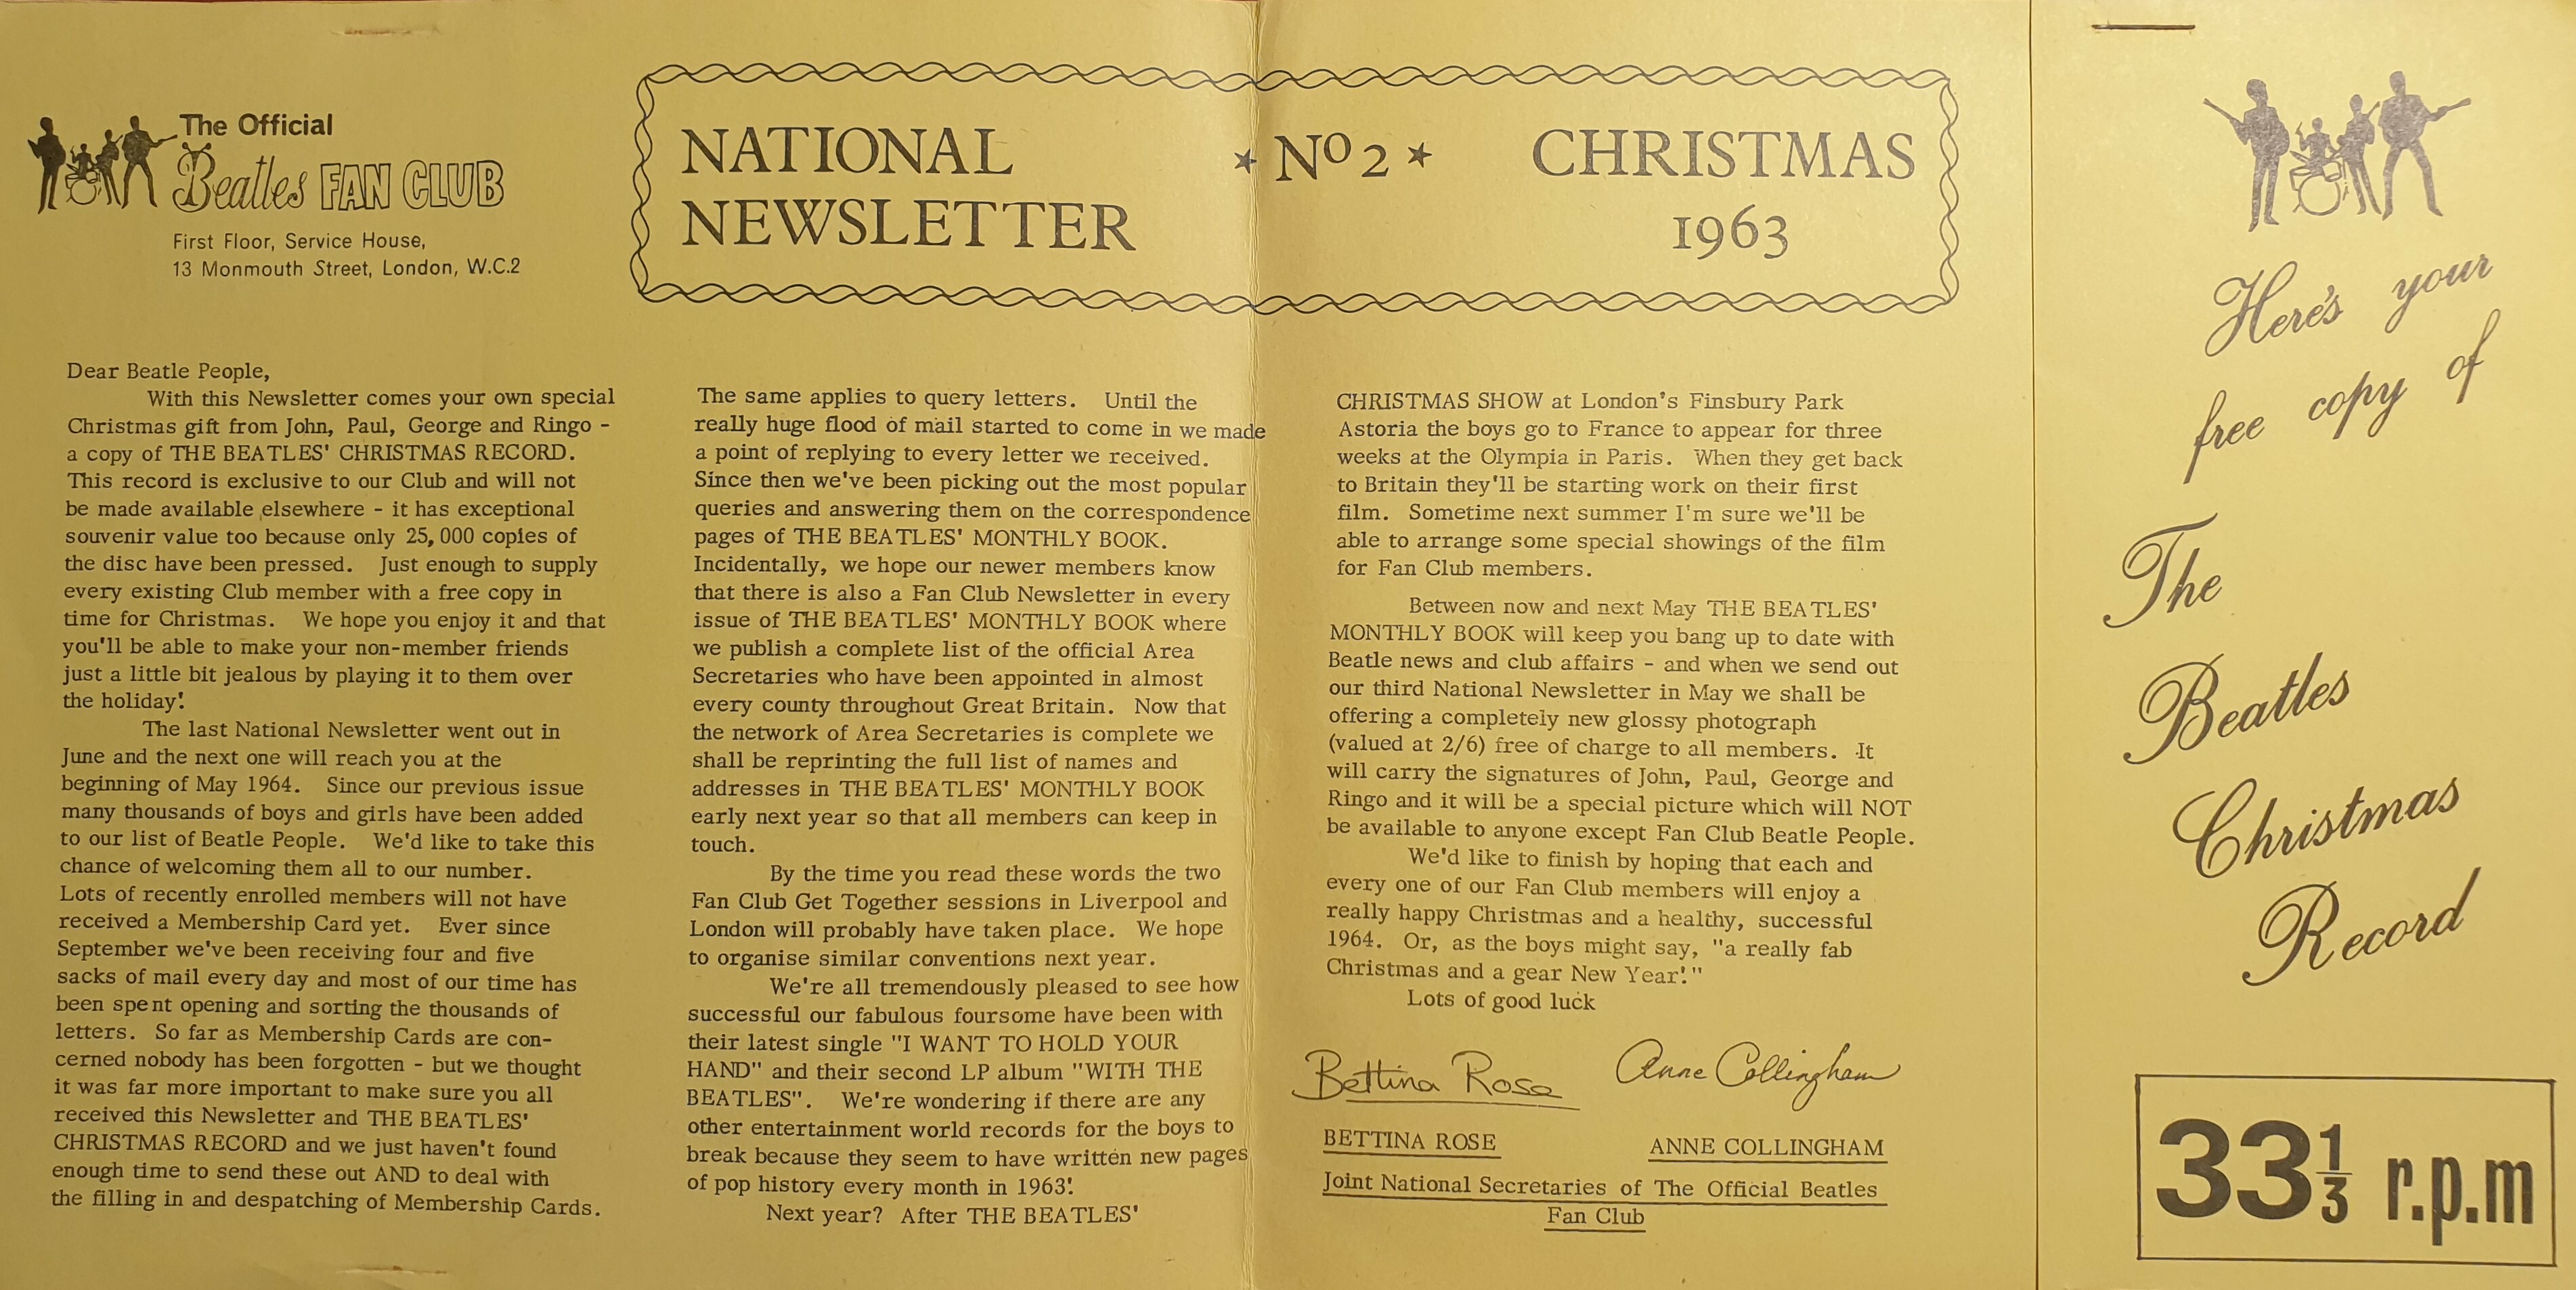 The Official
Beatles FAN CLUB
First Floor, Service House,
13 Monmouth Street, London, W.C.2
NATIONAL
NEWSLETTER
★ Nº 2 ★
CHRISTMAS
1963
Dear Beatle People,
With this Newsletter comes your own special
Christmas gift from John, Paul, George and Ringo -
a copy of THE BEATLES' CHRISTMAS RECORD.
This record is exclusive to our Club and will not
be made available elsewhere - it has exceptional
souvenir value too because only 25,000 copies of
the disc have been pressed. Just enough to supply
every existing Club member with a free copy in
time for Christmas. We hope you enjoy it and that
you'll be able to make your non-member friends
just a little bit jealous by playing it to them over
the holiday!
The last National Newsletter went out in
June and the next one will reach you at the
beginning of May 1964. Since our previous issue
many thousands of boys and girls have been added
to our list of Beatle People. We'd like to take this
chance of welcoming them all to our number.
Lots of recently enrolled members will not have
received a Membership Card yet. Ever since
September we've been receiving four and five
sacks of mail every day and most of our time has
been spent opening and sorting the thousands of
letters. So far as Membership Cards are con-
cerned nobody has been forgotten - but we thought
it was far more important to make sure you all
received this Newsletter and THE BEATLES'
CHRISTMAS RECORD and we just haven't found
enough time to send these out AND to deal with
the filling in and despatching of Membership Cards.
The same applies to query letters. Until the
really huge flood of mail started to come in we made
a point of replying to every letter we received.
Since then we've been picking out the most popular
queries and answering them on the correspondence
pages of THE BEATLES' MONTHLY BOOK.
Incidentally, we hope our newer members know
that there is also a Fan Club Newsletter in every
issue of THE BEATLES' MONTHLY BOOK where
we publish a complete list of the official Area
Secretaries who have been appointed in almost
every county throughout Great Britain. Now that
the network of Area Secretaries is complete we
shall be reprinting the full list of names and
addresses in THE BEATLES' MONTHLY BOOK
early next year so that all members can keep in
touch.
By the time you read these words the two
Fan Club Get Together sessions in Liverpool and
London will probably have taken place. We hope
to organise similar conventions next year.
We're all tremendously pleased to see how
successful our fabulous foursome have been with
their latest single "I WANT TO HOLD YOUR
HAND" and their second LP album "WITH THE
BEATLES". We're wondering if there are any
other entertainment world records for the boys to
break because they seem to have written new pages
of pop history every month in 1963!
Next year? After THE BEATLES'
CHRISTMAS SHOW at London's Finsbury Park
Astoria the boys go to France to appear for three
weeks at the Olympia in Paris. When they get back
to Britain they'll be starting work on their first
film. Sometime next summer I'm sure we'll be
able to arrange some special showings of the film
for Fan Club members.
Between now and next May THE BEATLES'
MONTHLY BOOK will keep you bang up to date with
Beatle news and club affairs - and when we send out
our third National Newsletter in May we shall be
offering a completely new glossy photograph
(valued at 2/6) free of charge to all members. It
will carry the signatures of John, Paul, George and
Ringo and it will be a special picture which will NOT
be available to anyone except Fan Club Beatle People.
We'd like to finish by hoping that each and
every one of our Fan Club members will enjoy a
really happy Christmas and a healthy, successful
1964. Or, as the boys might say, "a really fab
Christmas and a gear New Year!"
Lots of good luck
Bettina Rose Anne Collingham
BETTINA ROSE ANNE COLLINGHAM
Joint National Secretaries of The Official Beatles
Fan Club
Here's your
free copy of
The
Beatles
Christmas
Record
33 1/3 r.p.m